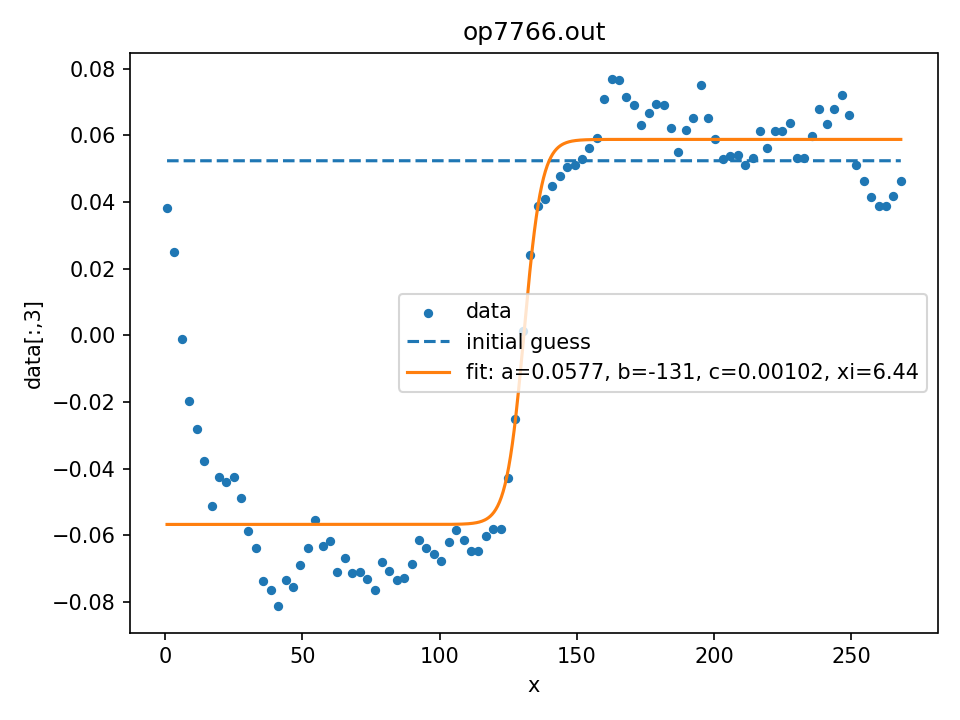 op7766.out
0.08
0.06
0.04
0.02
0.00
−0.02
−0.04
−0.06
−0.08
data[:,3]
data
initial guess
fit: a=0.0577, b=-131, c=0.00102, xi=6.44
0 50 100 150 200 250
x